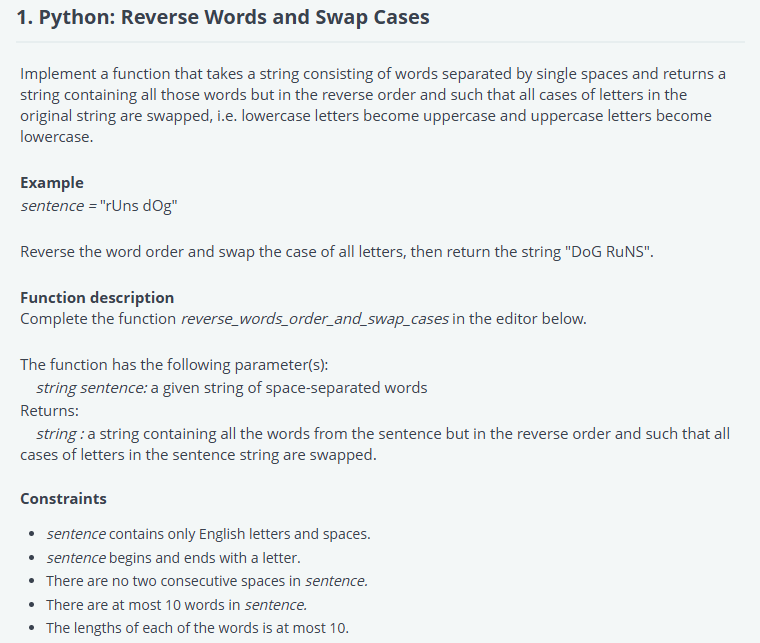 1. Python: Reverse Words and Swap Cases
Implement a function that takes a string consisting of words separated by single spaces and returns a
string containing all those words but in the reverse order and such that all cases of letters in the
original string are swapped, i.e. lowercase letters become uppercase and uppercase letters become
lowercase.
Example
sentence = "rUns dOg"
Reverse the word order and swap the case of all letters, then return the string "DoG RuNS".
Function description
Complete the function reverse_words_order_and_swap_cases in the editor below.
The function has the following parameter(s):
string sentence: a given string of space-separated words
Returns:
string : a string containing all the words from the sentence but in the reverse order and such that all
cases of letters in the sentence string are swapped.
Constraints
• sentence contains only English letters and spaces.
• sentence begins and ends with a letter.
• There are no two consecutive spaces in sentence.
• There are at most 10 words in sentence.
• The lengths of each of the words is at most 10.